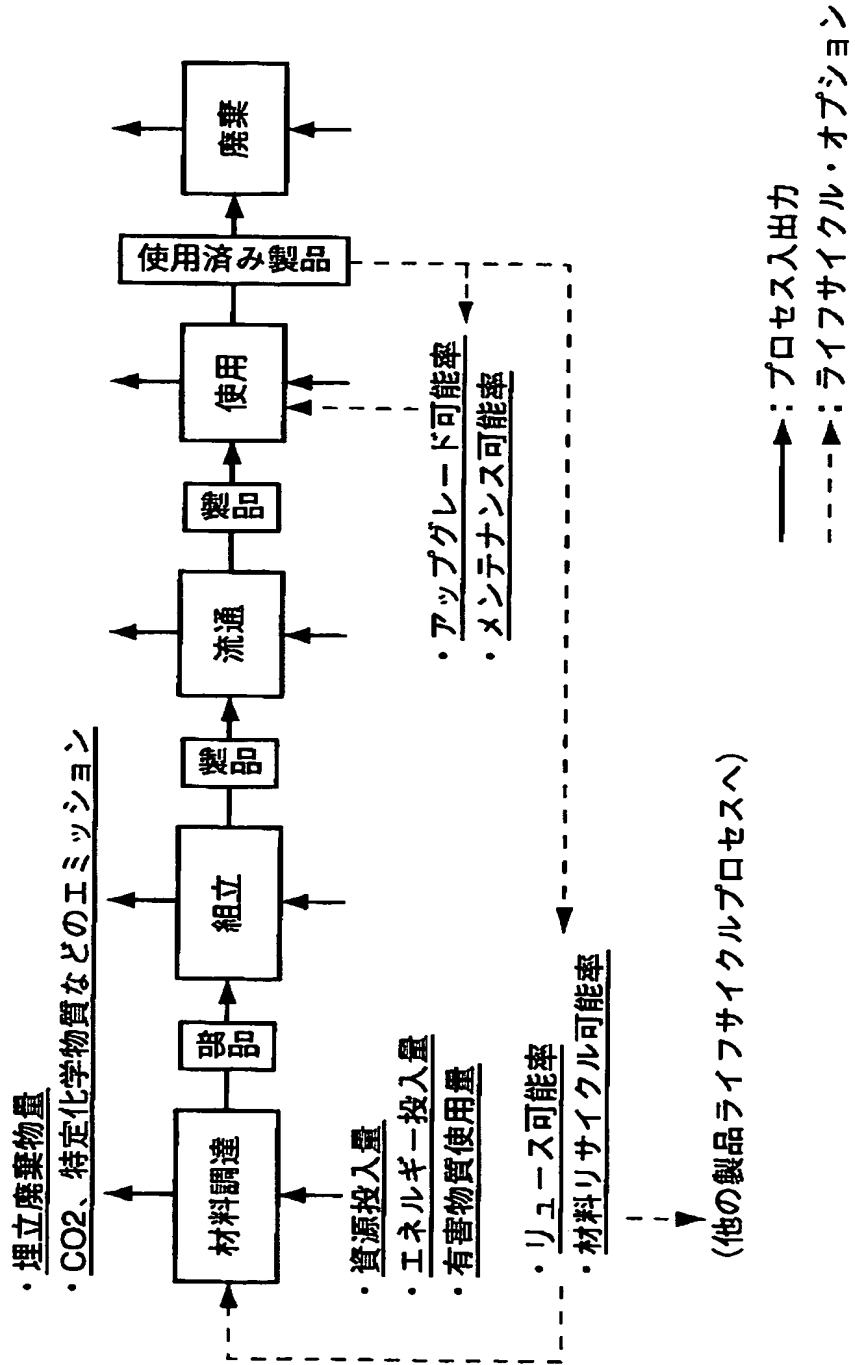 ・埋立廃棄物量
・CO2、特定化学物質などのエミッション
材料調達
部品
組立
製品
流通
製品
使用
使用済み製品
廃棄
・資源投入量
・エネルギー投入量
・有害物質使用量
・アップグレード可能率
・メンテナンス可能率
・リュース可能率
・材料リサイクル可能率
(他の製品ライフサイクルプロセスへ)
：プロセス入出力
：ライフサイクル・オプション